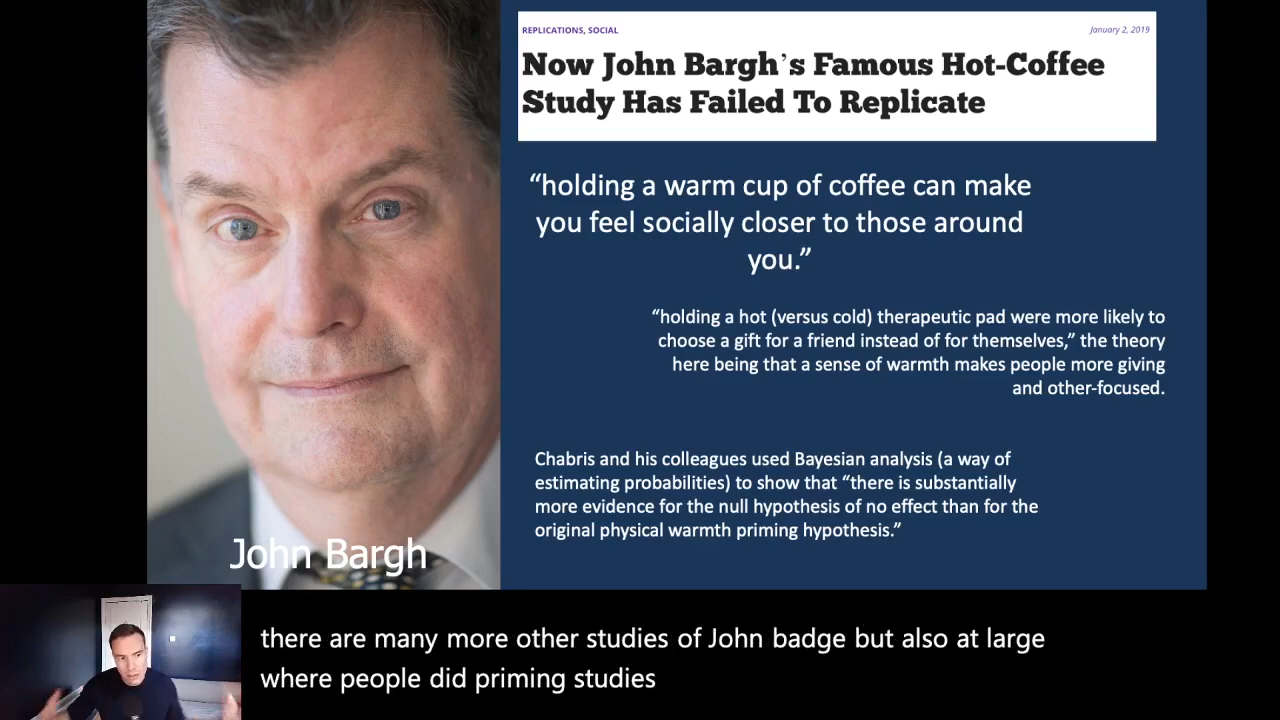 REPLICATIONS, SOCIAL
January 2, 2019
Now John Bargh's Famous Hot-Coffee
Study Has Failed To Replicate
“holding a warm cup of coffee can make
you feel socially closer to those around
you.”
“holding a hot (versus cold) therapeutic pad were more likely to
choose a gift for a friend instead of for themselves,” the theory
here being that a sense of warmth makes people more giving
and other-focused.
Chabris and his colleagues used Bayesian analysis (a way of
estimating probabilities) to show that “there is substantially
more evidence for the null hypothesis of no effect than for the
original physical warmth priming hypothesis.”
John Bargh
there are many more other studies of John badge but also at large
where people did priming studies